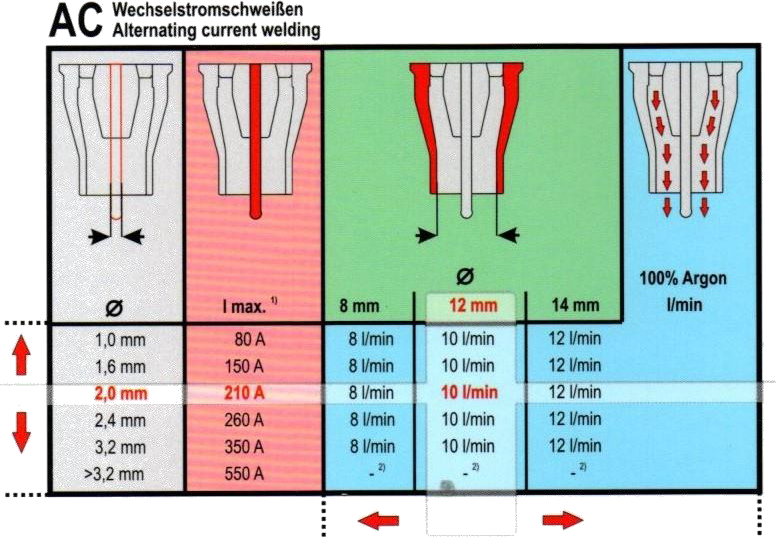 AC Wechselstromschweißen
Alternating current welding
100% Argon
Ø
Ø I max. 1) 8 mm 12 mm 14 mm l/min
1,0 mm 80 A 8 l/min 10 l/min 12 l/min
1,6 mm 150 A 8 l/min 10 l/min 12 l/min
2,0 mm 210 A 8 l/min 10 l/min 12 l/min
2,4 mm 260 A 8 l/min 10 l/min 12 l/min
3,2 mm 350 A 8 l/min 10 l/min 12 l/min
>3,2 mm 550 A - 2) - 2) - 2)